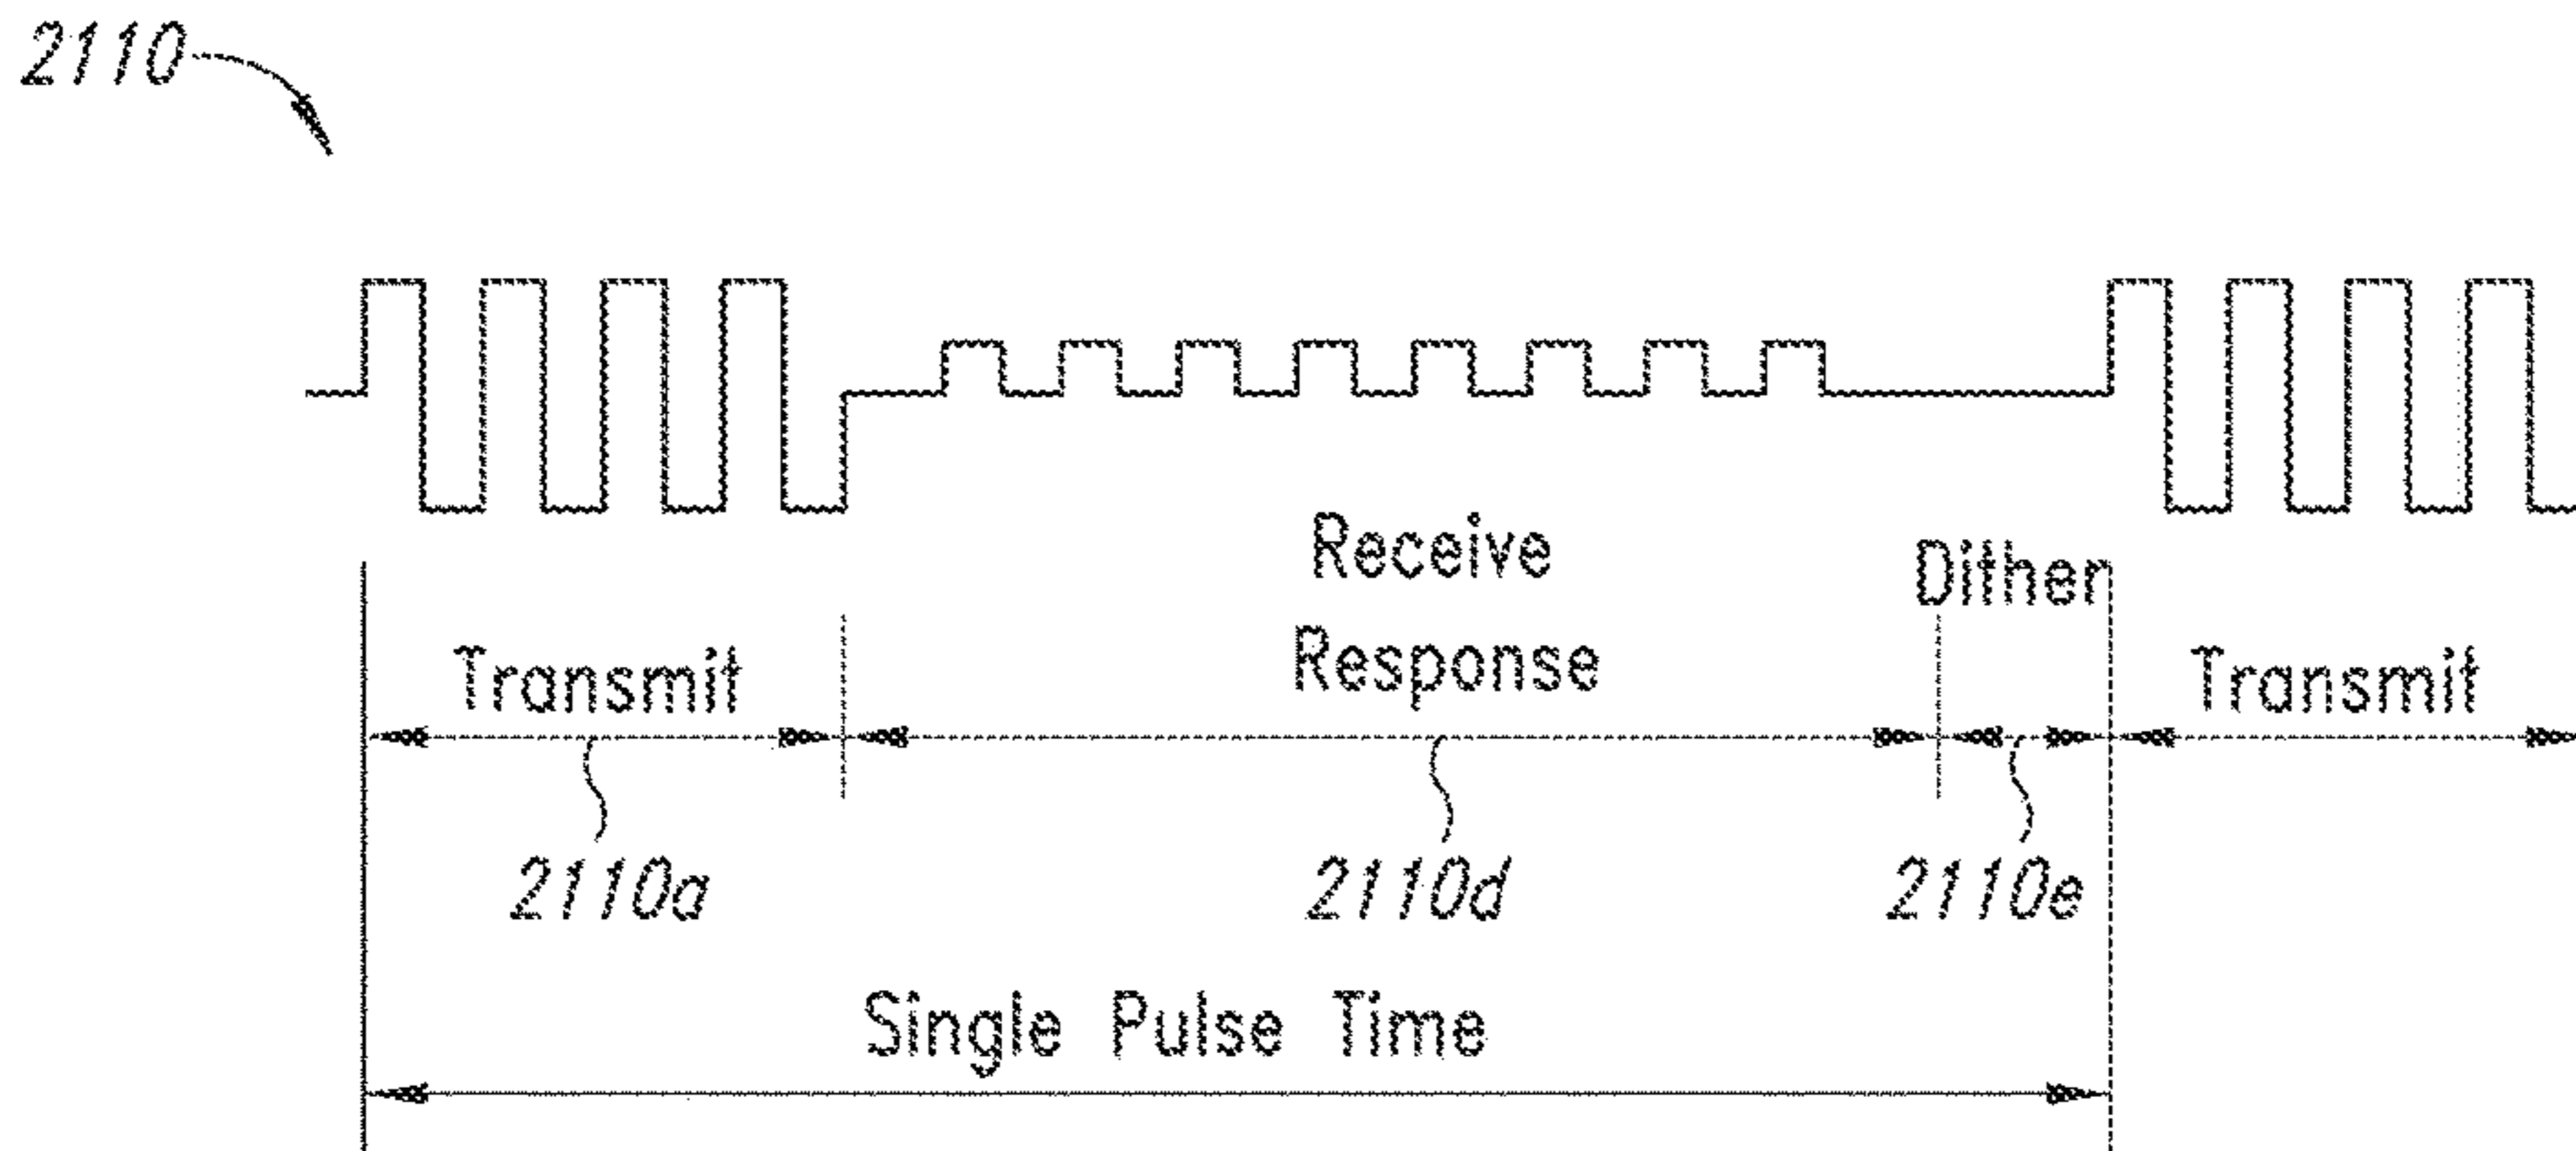 2110
Receive
Response
Dither
Transmit
Transmit
2110a
2110d
2110e
Single Pulse Time